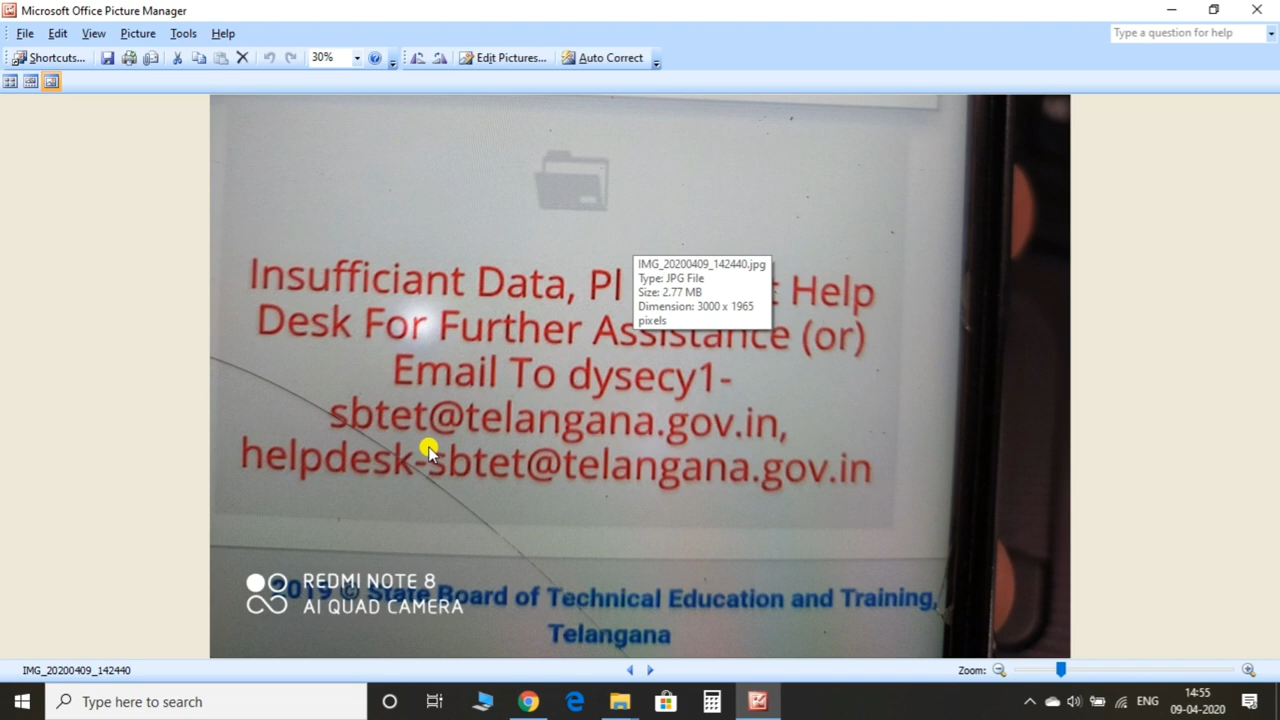 Microsoft Office Picture Manager
File Edit View Picture Tools Help
Type a question for help
Shortcuts... 30% Edit Pictures... Auto Correct
Insufficiant Data, Pl Help
Desk For Further Assistance (or)
Email To dysecy1-
sbtet@telangana.gov.in,
helpdesk-sbtet@telangana.gov.in
IMG_20200409_142440.jpg
Type: JPG File
Size: 2.77 MB
Dimension: 3000 x 1965
pixels
REDMI NOTE 8
AI QUAD CAMERA
2019 © State Board of Technical Education and Training,
Telangana
IMG_20200409_142440
Zoom:
Type here to search
ENG
14:55
09-04-2020